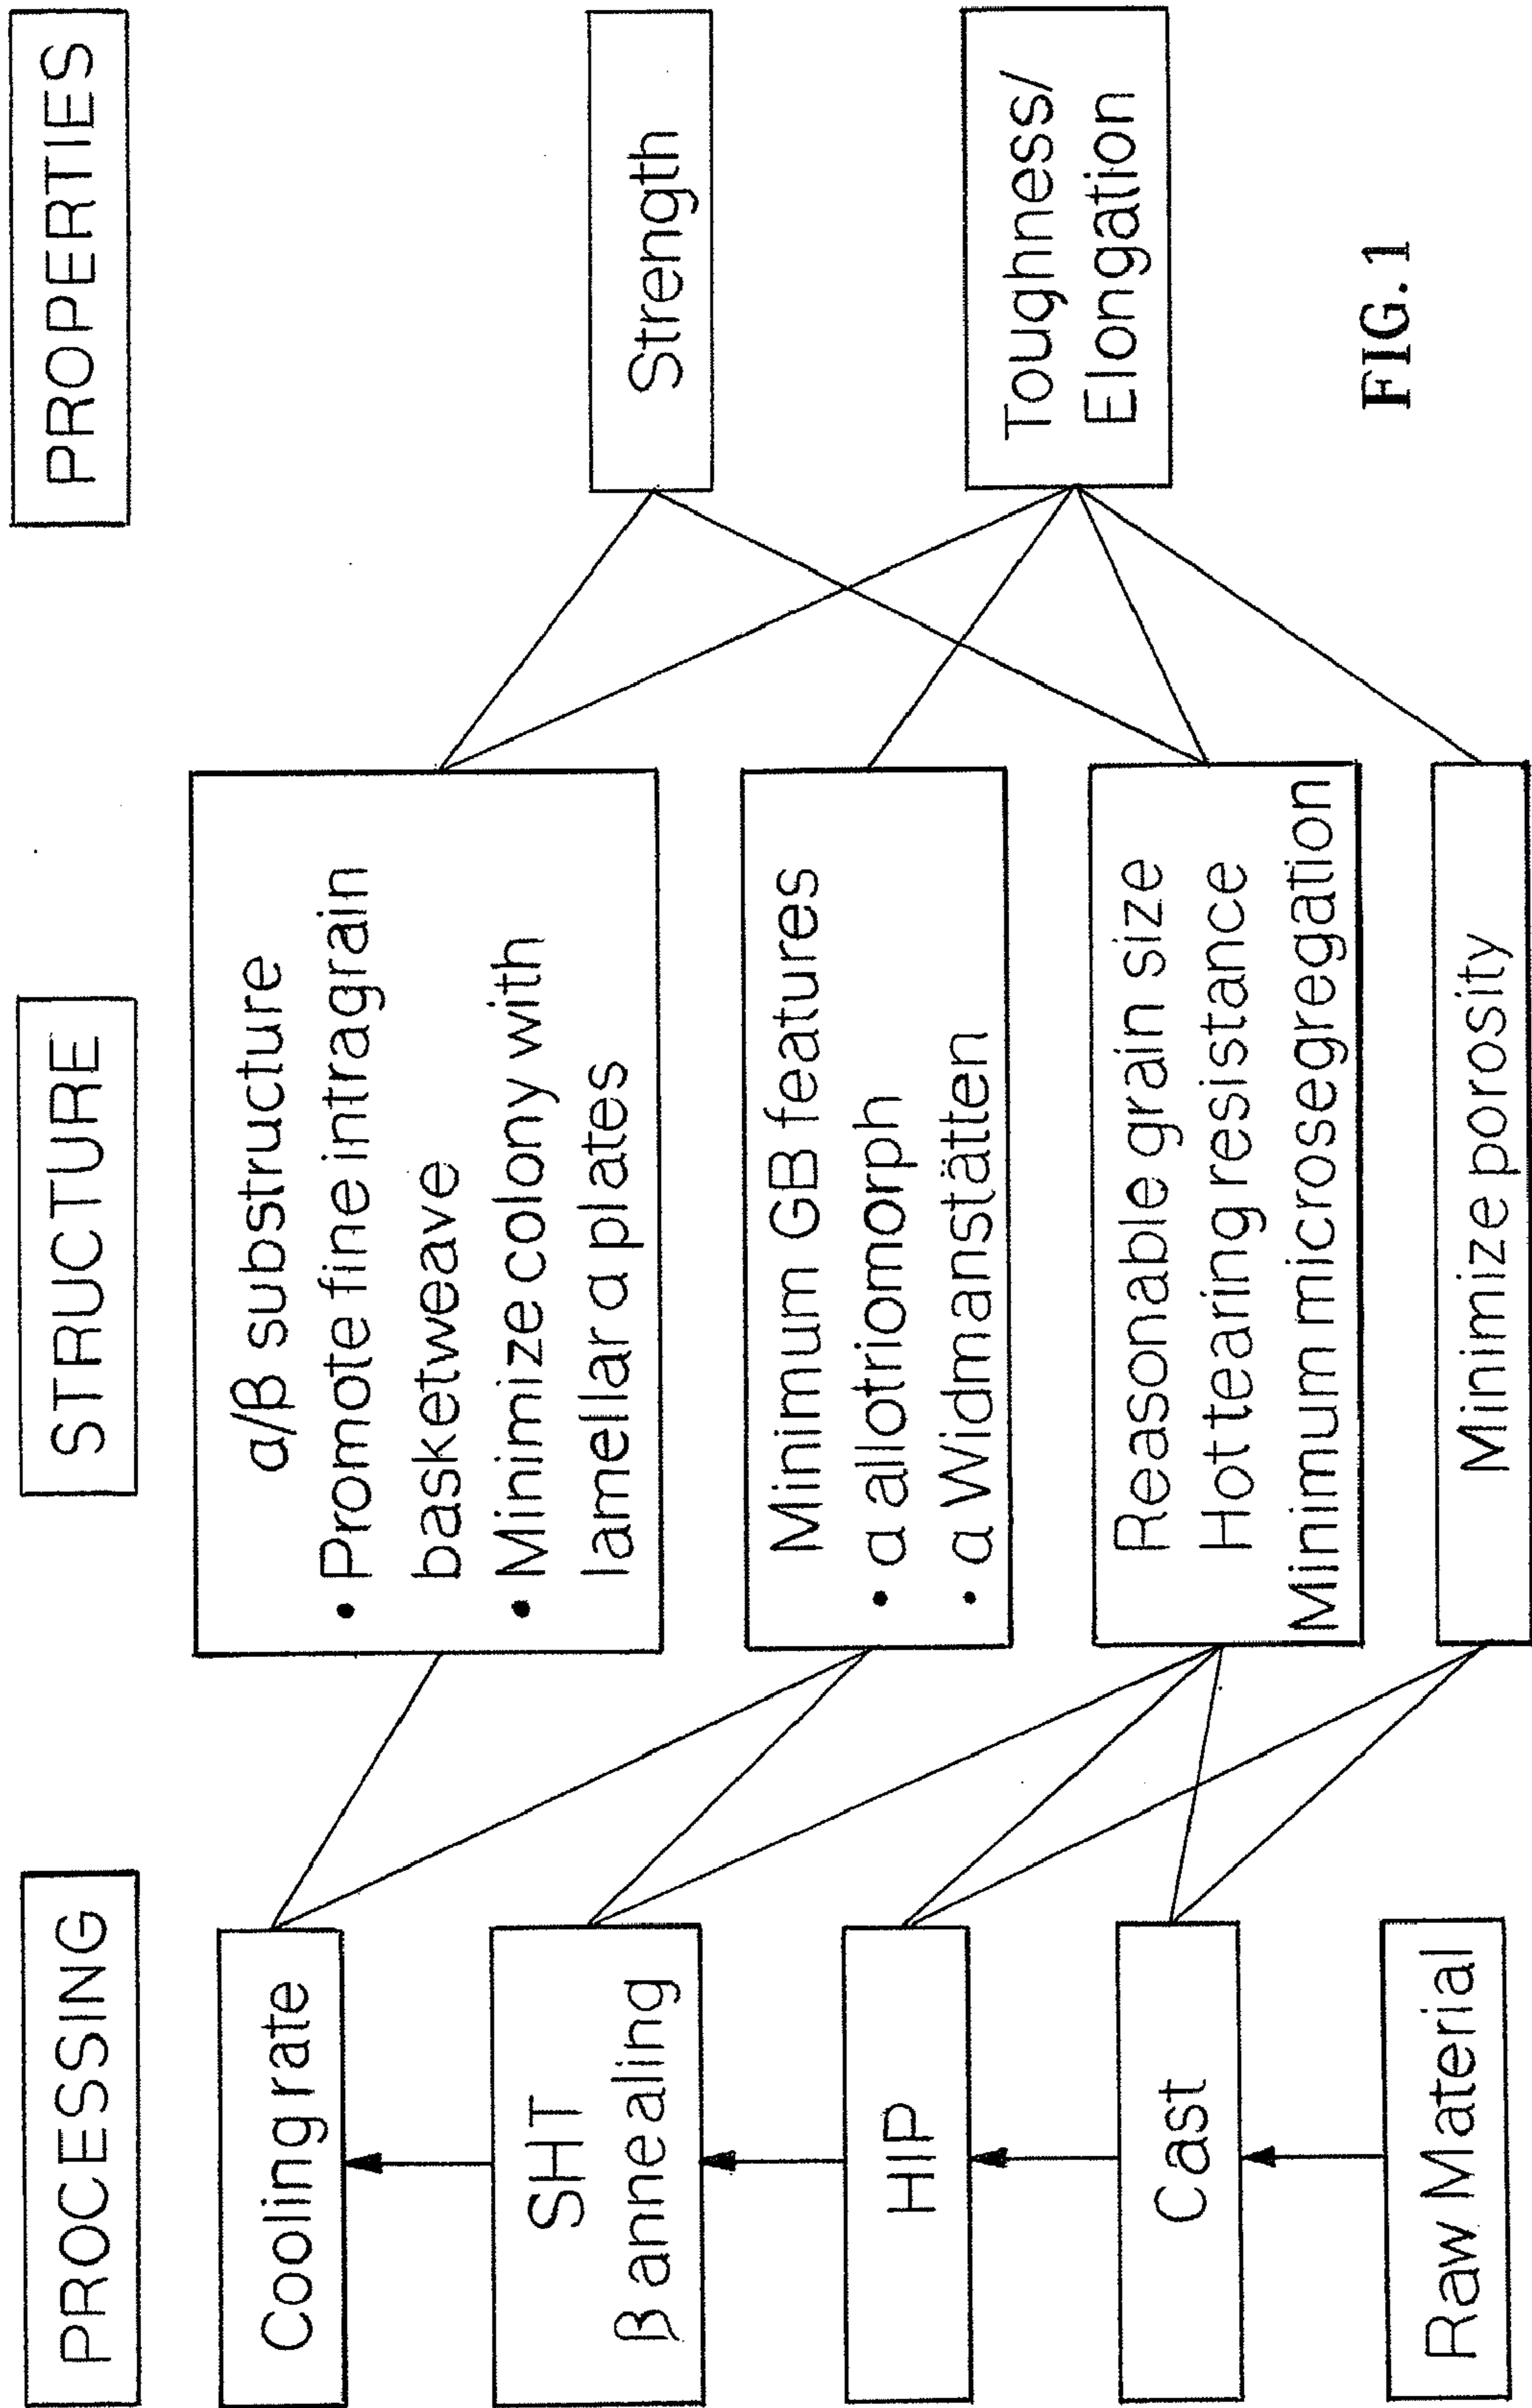 PROCESSING
Cooling rate
SHT
β annealing
HIP
Cast
Raw Material
STRUCTURE
α/β substructure
• Promote fine intragrain
basketweave
• Minimize colony with
lamellar α plates
Minimum GB features
• α allotriomorph
• α Widmanstätten
Reasonable grain size
Hot tearing resistance
Minimum microsegregation
Minimize porosity
PROPERTIES
Strength
Toughness/
Elongation
FIG. 1